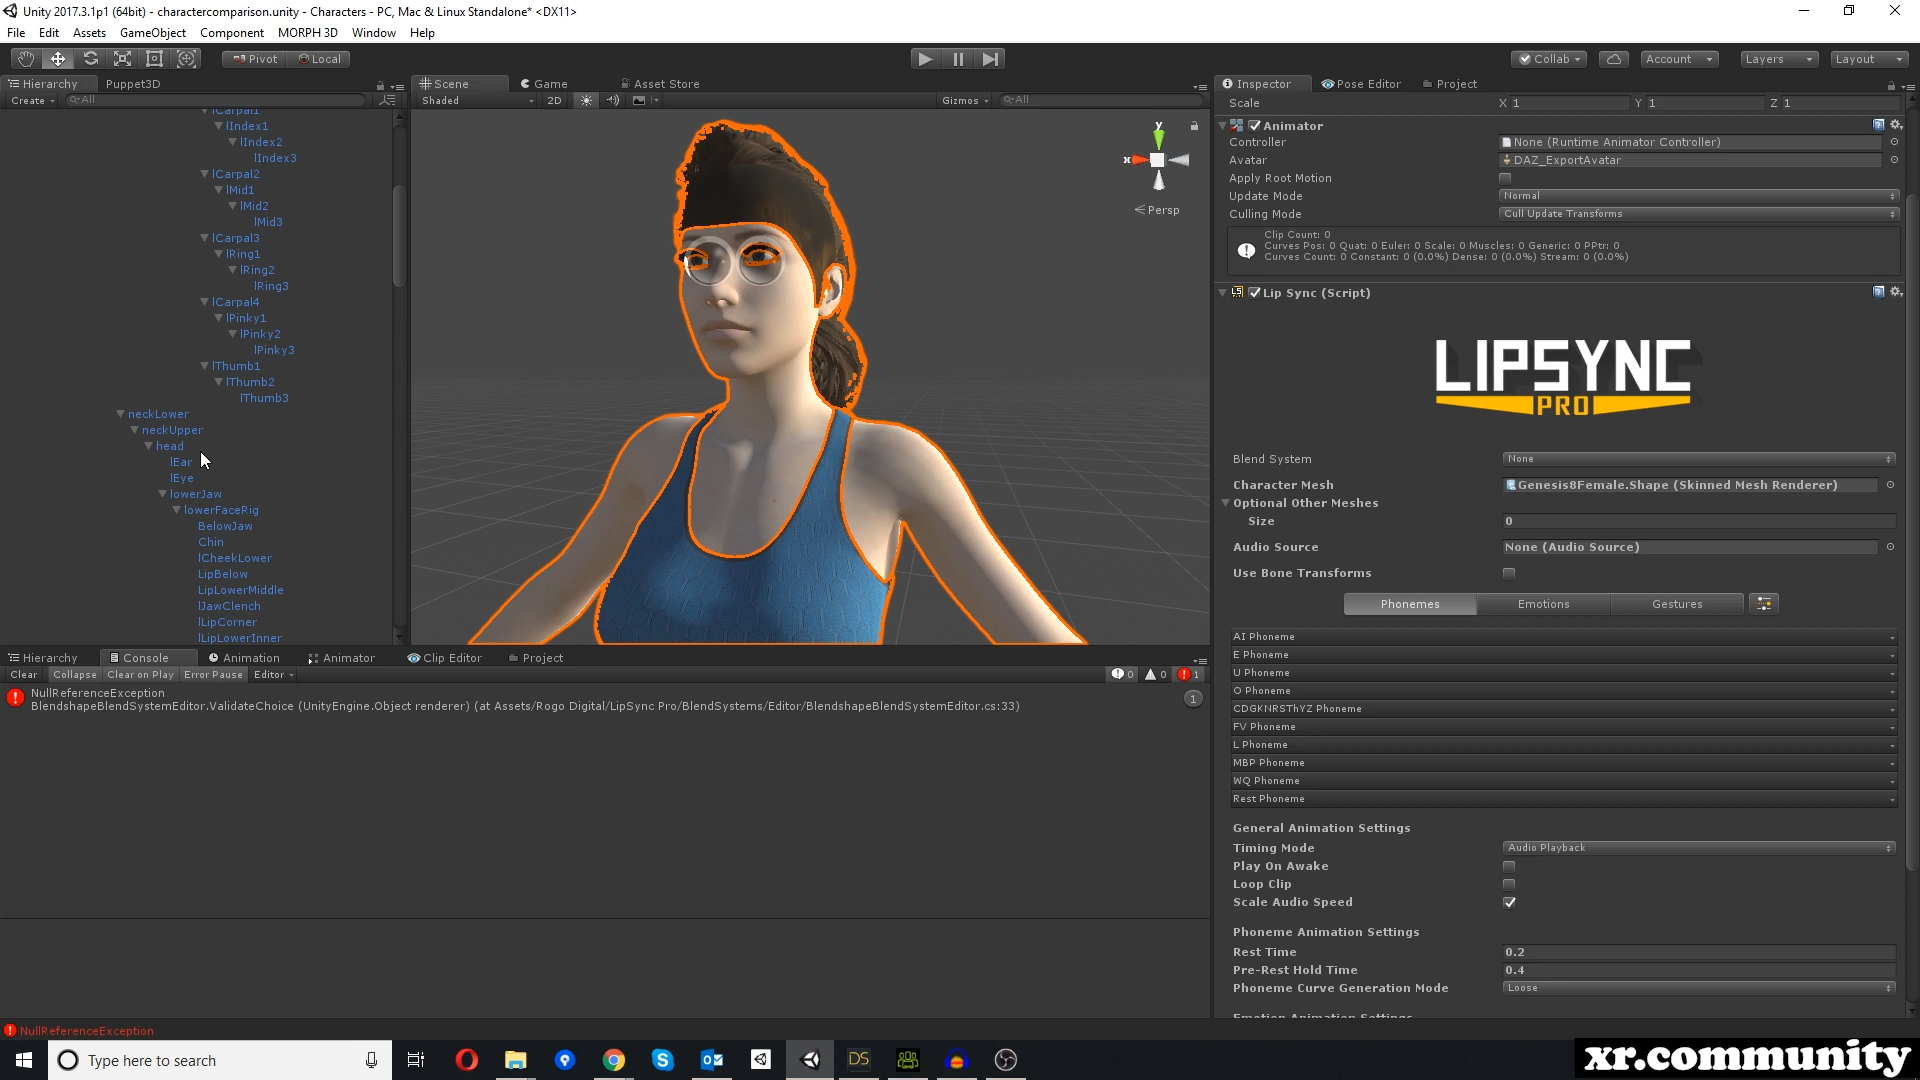 Unity 2017.3.1p1 (64bit) - charactercomparison.unity - Characters - PC, Mac & Linux Standalone* <DX11>
File Edit Assets GameObject Component MORPH 3D Window Help
Pivot Local
Collab Account Layers Layout
Hierarchy Puppet3D
Create All
lCarpal1
lIndex1
lIndex2
lIndex3
lCarpal2
lMid1
lMid2
lMid3
lCarpal3
lRing1
lRing2
lRing3
lCarpal4
lPinky1
lPinky2
lPinky3
lThumb1
lThumb2
lThumb3
neckLower
neckUpper
head
lEar
lEye
lowerJaw
lowerFaceRig
BelowJaw
Chin
lCheekLower
LipBelow
LipLowerMiddle
lJawClench
lLipCorner
lLipLowerInner
Scene Game Asset Store
Shaded 2D Gizmos All
y
x
Persp
Inspector Pose Editor Project
Scale X 1 Y 1 Z 1
Animator
Controller None (Runtime Animator Controller)
Avatar DAZ_ExportAvatar
Apply Root Motion
Update Mode Normal
Culling Mode Cull Update Transforms
Clip Count: 0
Curves Pos: 0 Quat: 0 Euler: 0 Scale: 0 Muscles: 0 Generic: 0 PPtr: 0
Curves Count: 0 Constant: 0 (0.0%) Dense: 0 (0.0%) Stream: 0 (0.0%)
Lip Sync (Script)
LIPSYNC
PRO
Blend System None
Character Mesh Genesis8Female.Shape (Skinned Mesh Renderer)
Optional Other Meshes
Size 0
Audio Source None (Audio Source)
Use Bone Transforms
Phonemes Emotions Gestures
AI Phoneme
E Phoneme
U Phoneme
O Phoneme
CDGKNRSThYZ Phoneme
FV Phoneme
L Phoneme
MBP Phoneme
WQ Phoneme
Rest Phoneme
General Animation Settings
Timing Mode Audio Playback
Play On Awake
Loop Clip
Scale Audio Speed
Phoneme Animation Settings
Rest Time 0.2
Pre-Rest Hold Time 0.4
Phoneme Curve Generation Mode Loose
Emotion Animation Settings
Hierarchy Console Animation Animator Clip Editor Project
Clear Collapse Clear on Play Error Pause Editor 0 0 1
NullReferenceException
BlendshapeBlendSystemEditor.ValidateChoice (UnityEngine.Object renderer) (at Assets/Rogo Digital/LipSync Pro/BlendSystems/Editor/BlendshapeBlendSystemEditor.cs:33)
1
NullReferenceException
Type here to search
DS
xr.community